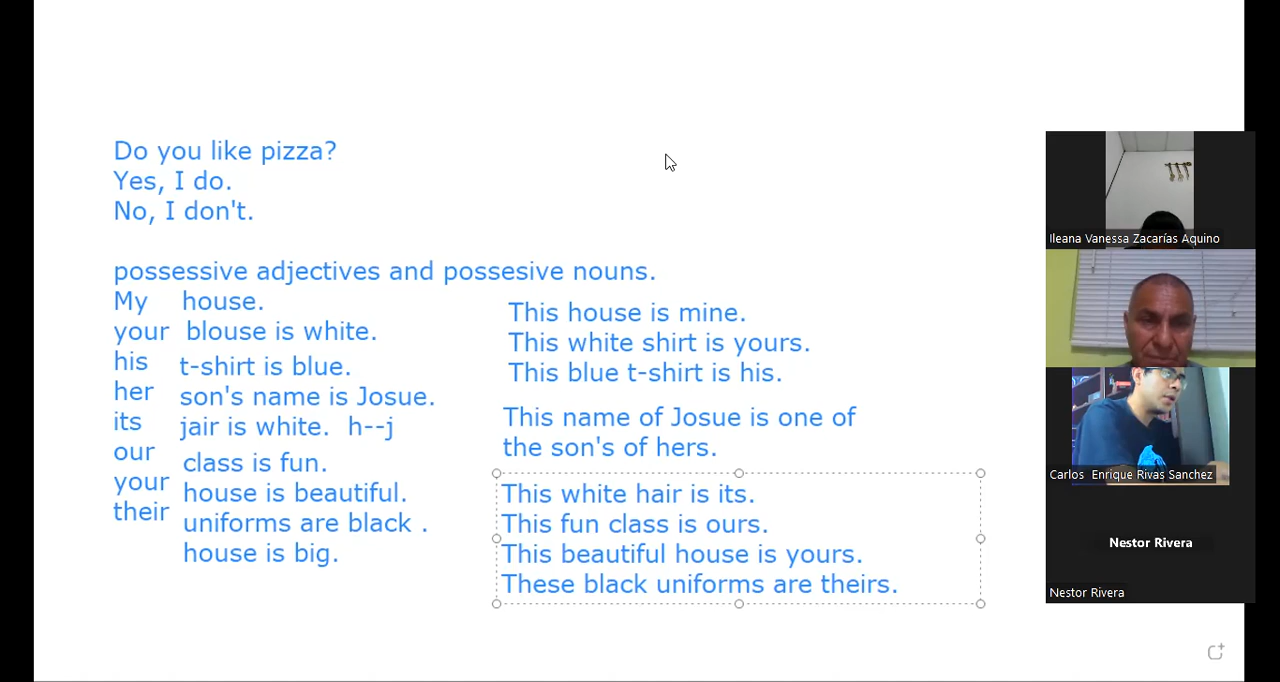 Do you like pizza?
Yes, I do.
No, I don't.
possessive adjectives and possesive nouns.
My house.
your blouse is white.
his t-shirt is blue.
her son's name is Josue.
its jair is white. h--j
our class is fun.
your house is beautiful.
their uniforms are black .
house is big.
This house is mine.
This white shirt is yours.
This blue t-shirt is his.
This name of Josue is one of
the son's of hers.
This white hair is its.
This fun class is ours.
This beautiful house is yours.
These black uniforms are theirs.
Ileana Vanessa Zacarías Aquino
Carlos Enrique Rivas Sanchez
Nestor Rivera
Nestor Rivera